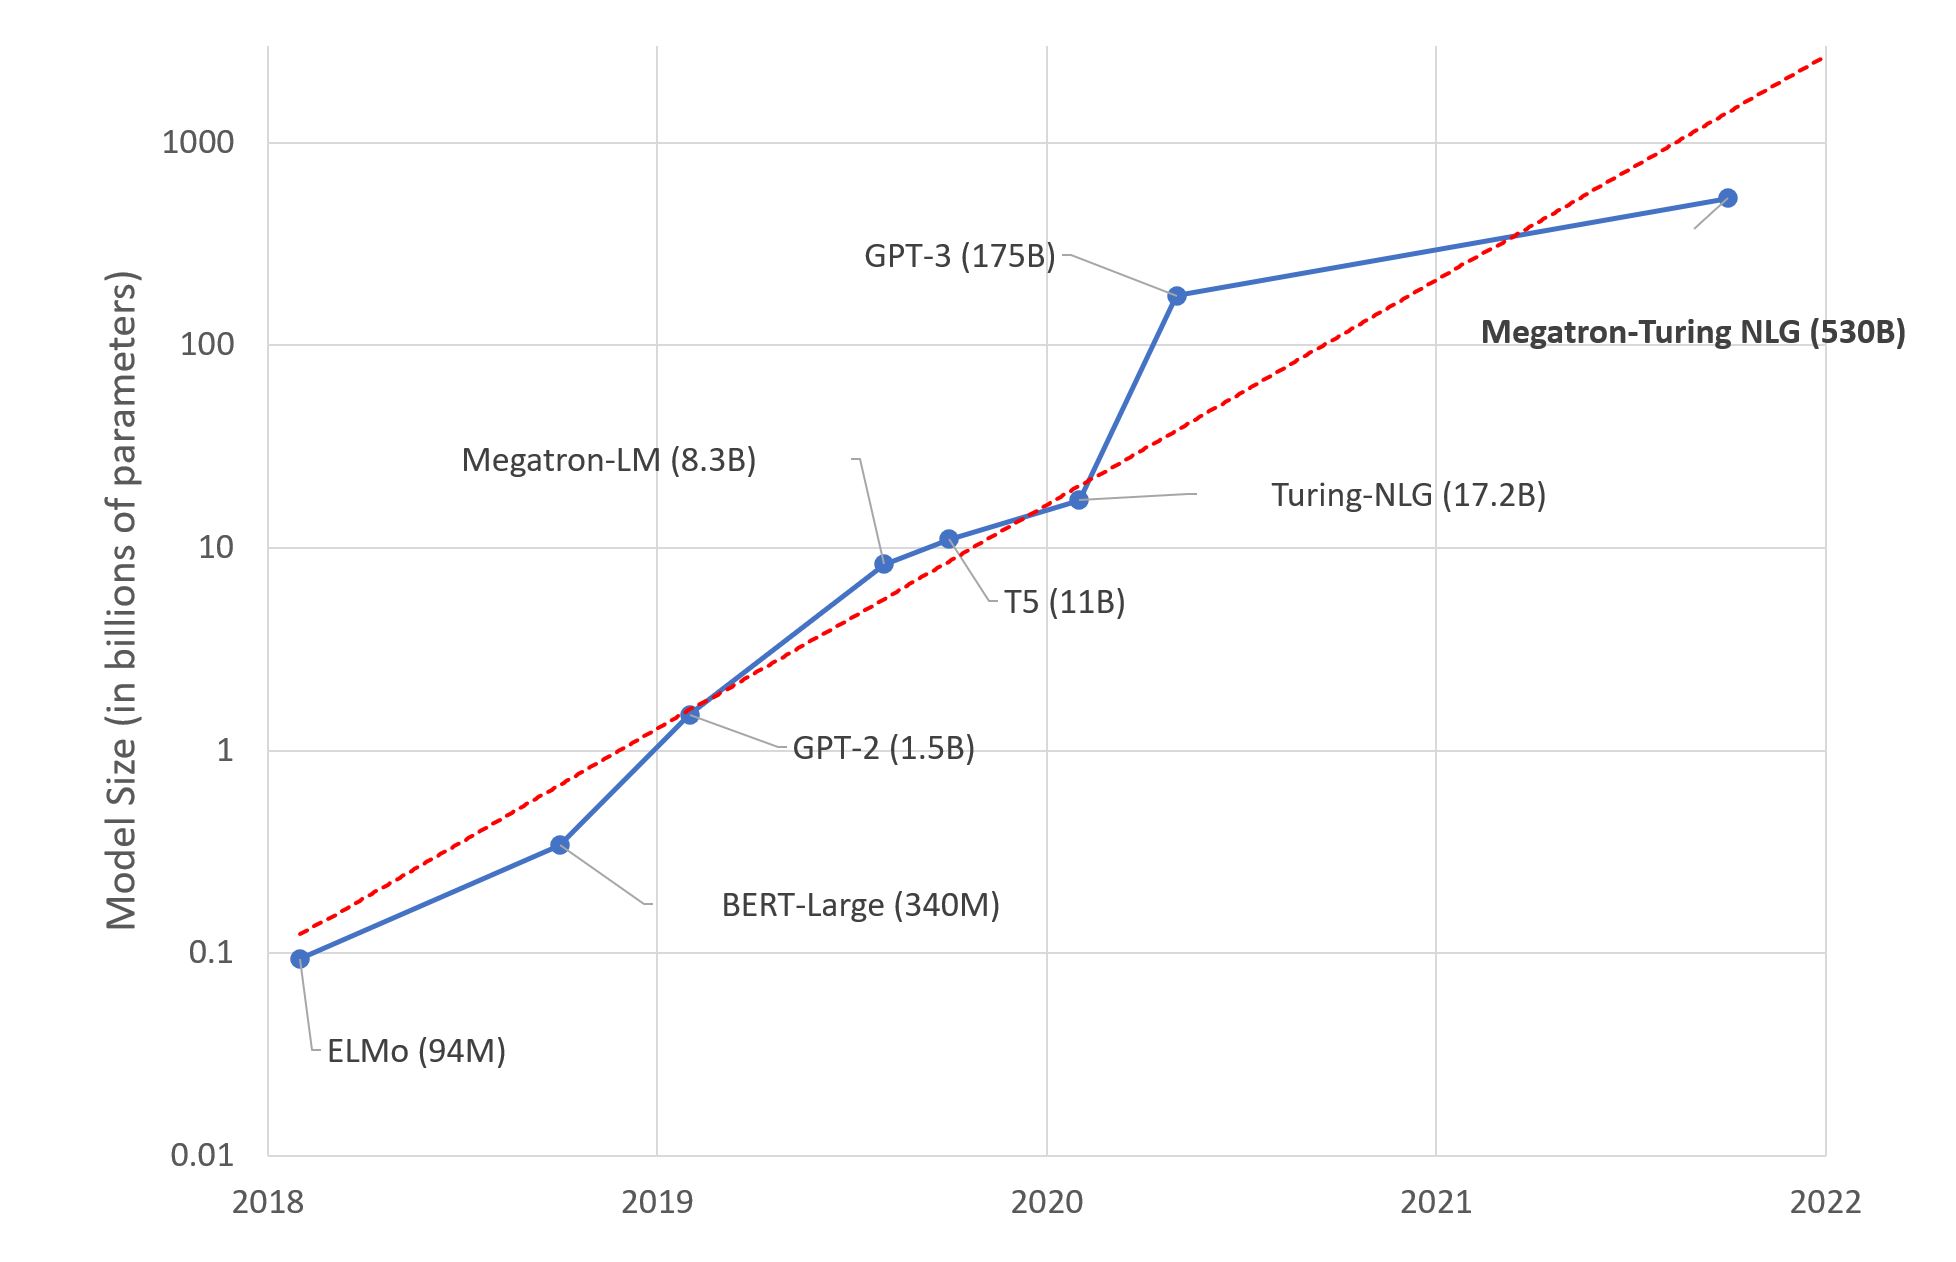 Model Size (in billions of parameters)
1000
100
10
1
0.1
0.01
GPT-3 (175B)
Megatron-Turing NLG (530B)
Megatron-LM (8.3B)
Turing-NLG (17.2B)
T5 (11B)
GPT-2 (1.5B)
BERT-Large (340M)
ELMo (94M)
2018
2019
2020
2021
2022